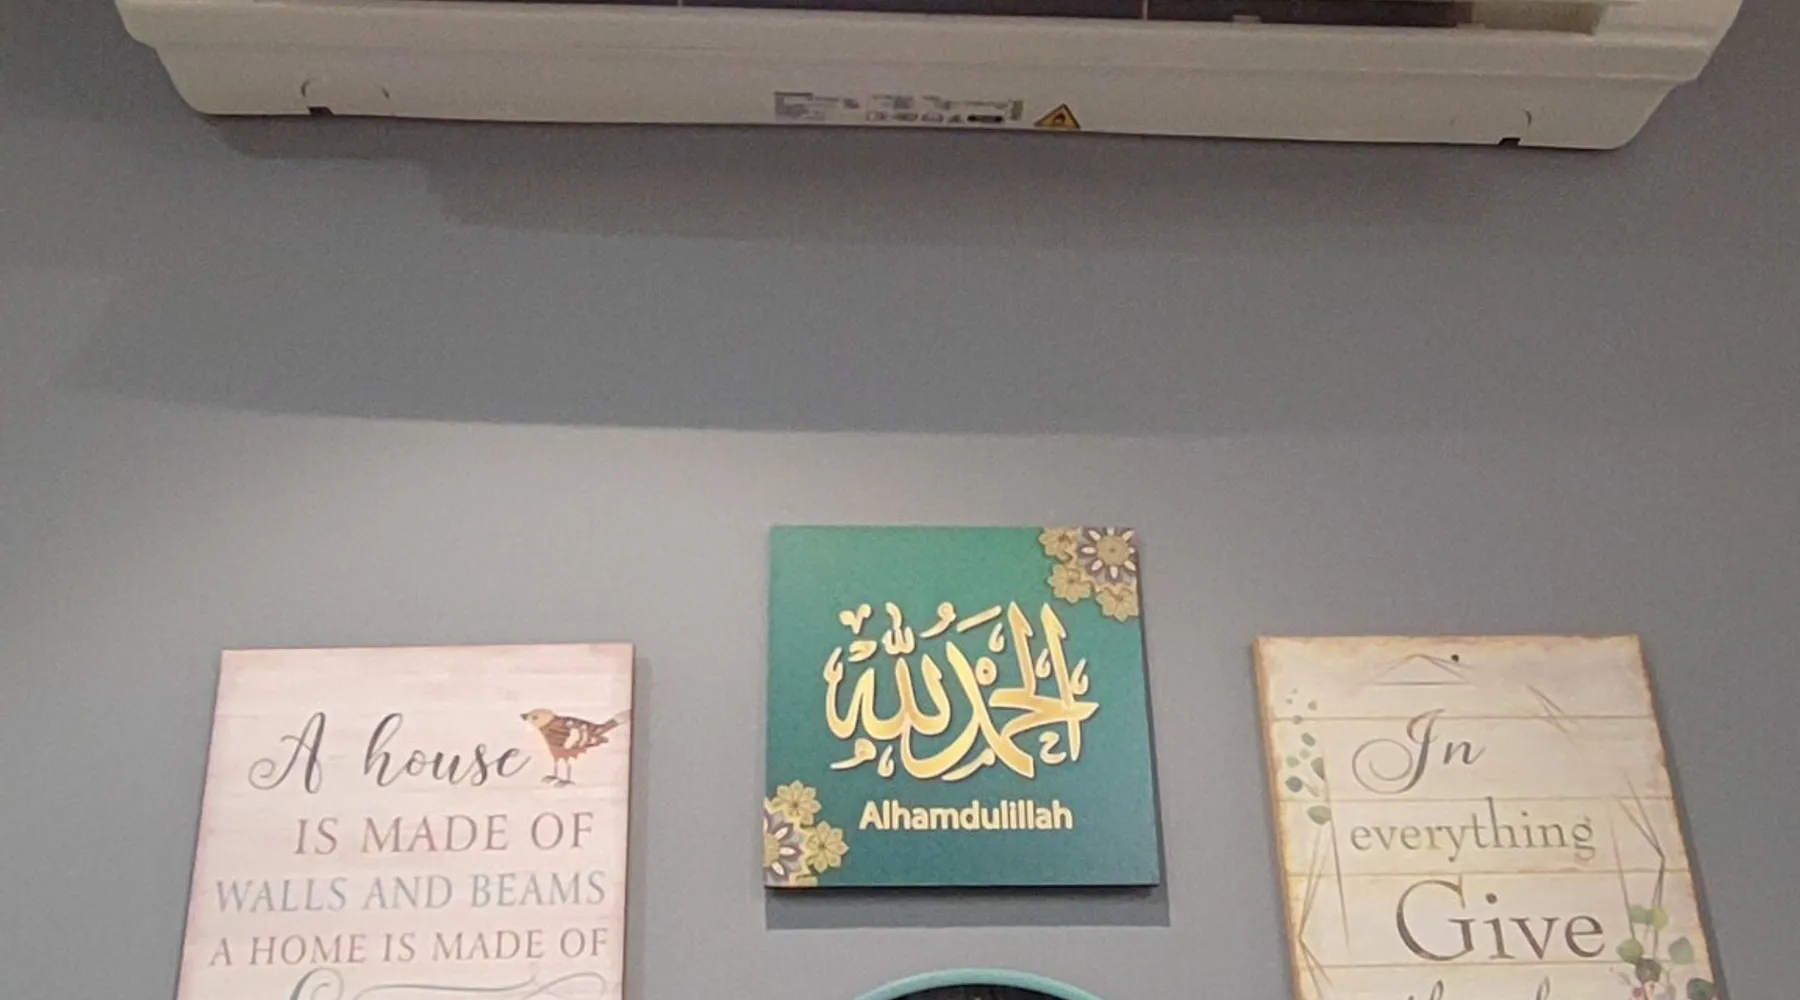 A house
IS MADE OF
WALLS AND BEAMS
A HOME IS MADE OF
الحمد لله
Alhamdulillah
In
everything
Give